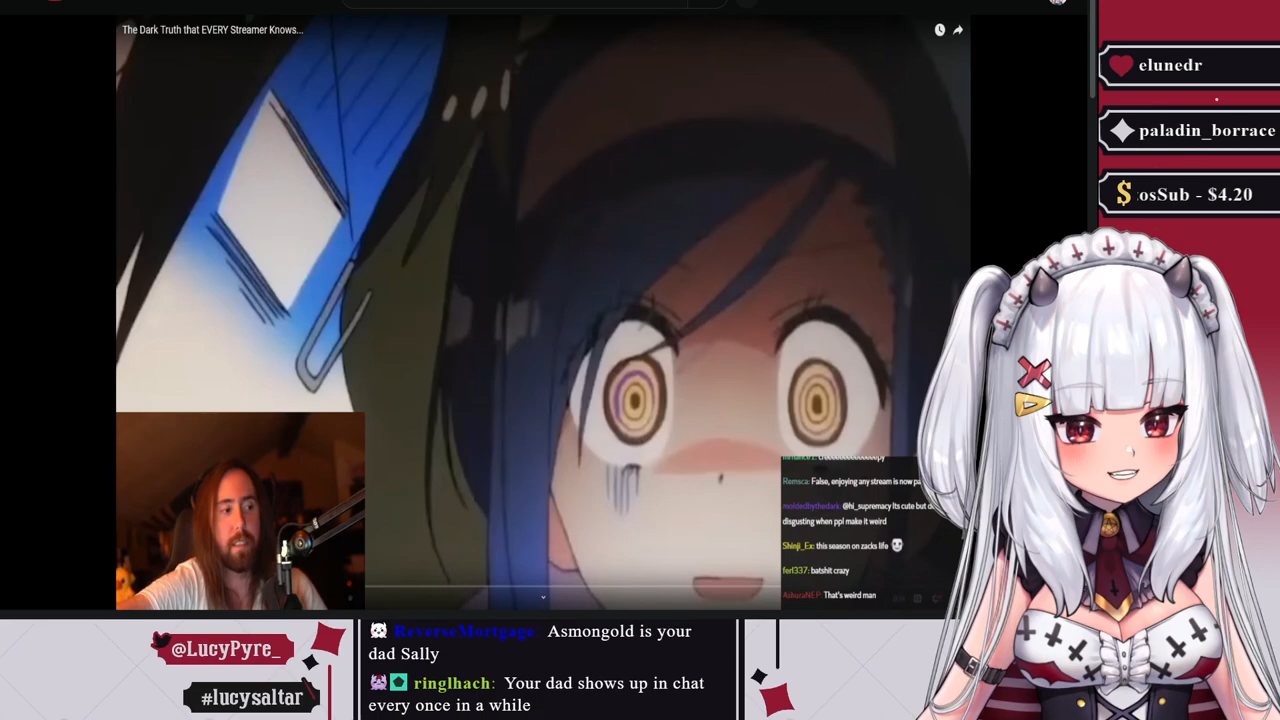 The Dark Truth that EVERY Streamer Knows...
elunedr
paladin_borrace
$ osSub - $4.20
Remsca: False, enjoying any stream is now pa
moldedbythedark: @hi_supremacy Its cute but
disgusting when ppl make it weird
Shinji_Ex: this season on zacks life
ferl337: batshit crazy
AskuraNEP: That's weird man
@LucyPyre_
#lucysaltar
ReverseMortgage Asmongold is your
dad Sally
ringlhach: Your dad shows up in chat
every once in a while